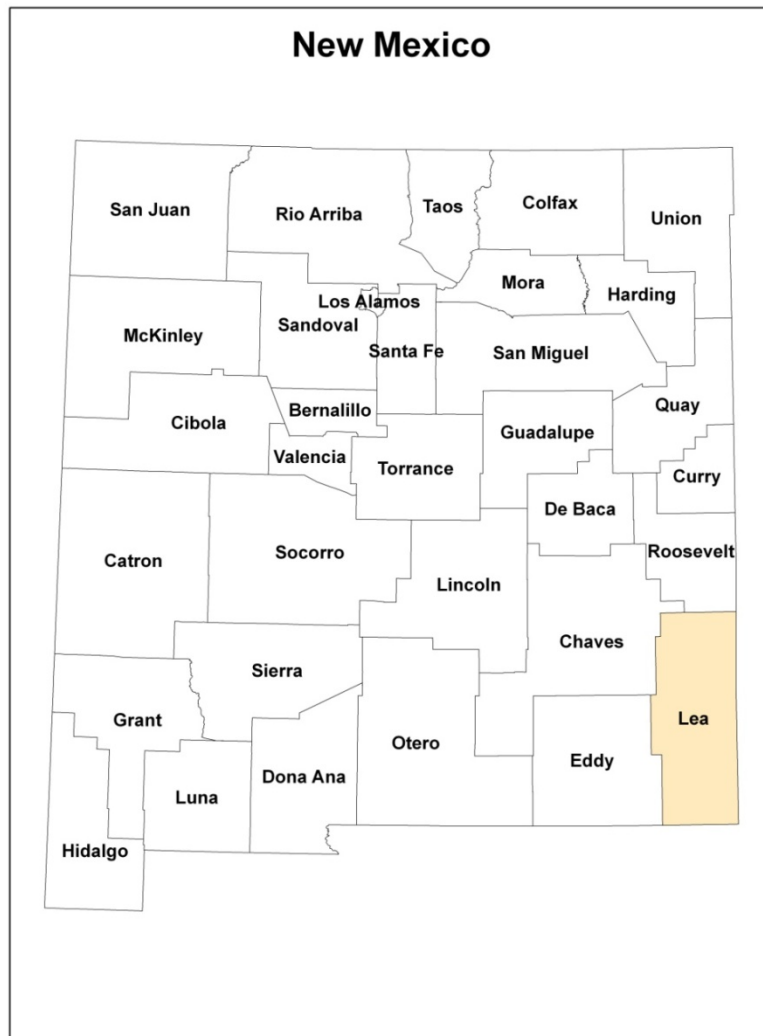 New Mexico
San Juan
Rio Arriba
Taos
Colfax
Union
Mora
Harding
Los Alamos
Sandoval
McKinley
Santa Fe
San Miguel
Quay
Bernalillo
Cibola
Guadalupe
Valencia
Torrance
Curry
De Baca
Roosevelt
Socorro
Catron
Lincoln
Chaves
Sierra
Lea
Grant
Otero
Eddy
Dona Ana
Luna
Hidalgo